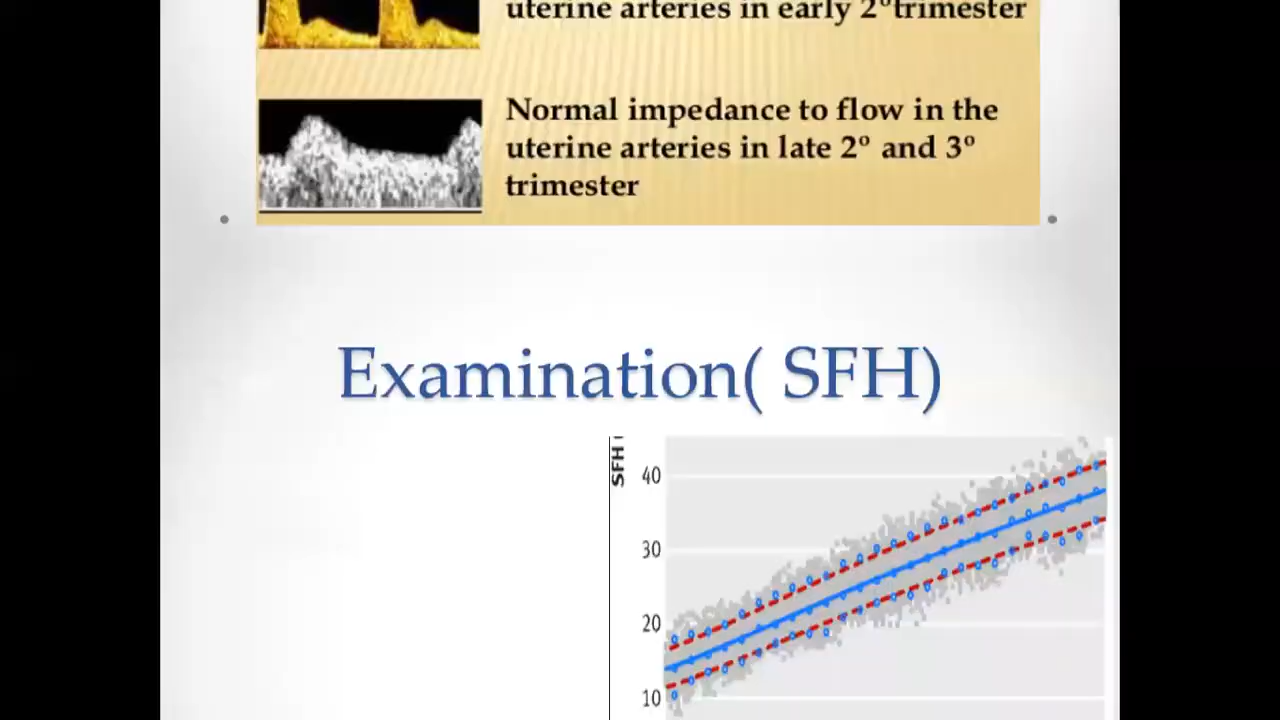 uterine arteries in early 2ºtrimester
Normal impedance to flow in the
uterine arteries in late 2º and 3º
trimester
Examination( SFH)
SFH
40
30
20
10